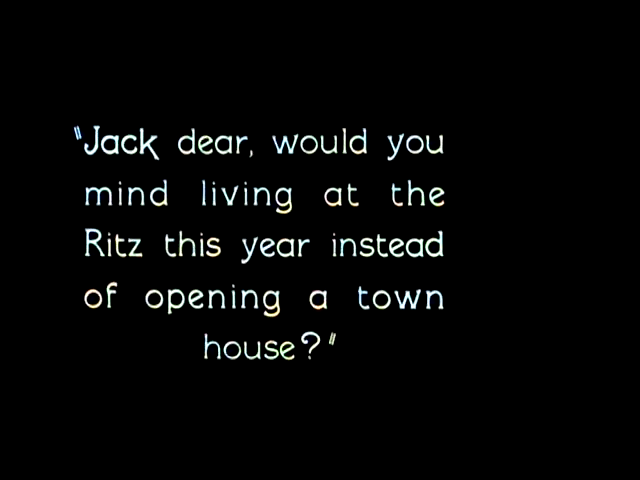 "Jack dear, would you
mind living at the
Ritz this year instead
of opening a town
house?"